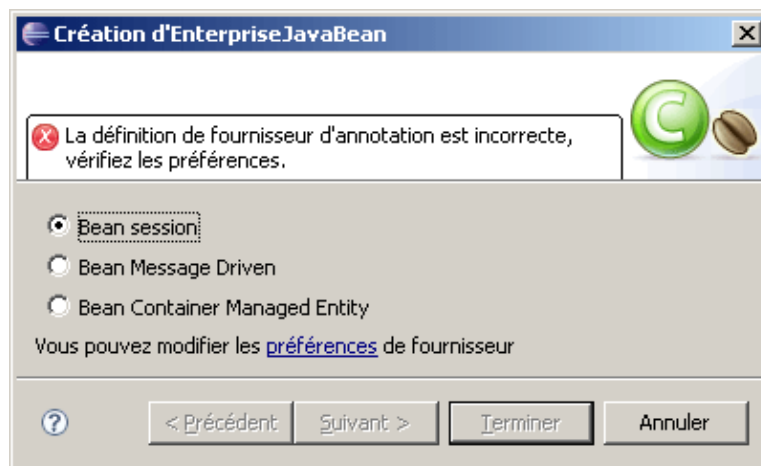 Création d'EnterpriseJavaBean
La définition de fournisseur d'annotation est incorrecte,
vérifiez les préférences.
Bean session
Bean Message Driven
Bean Container Managed Entity
Vous pouvez modifier les préférences de fournisseur
< Précédent Suivant > Terminer Annuler